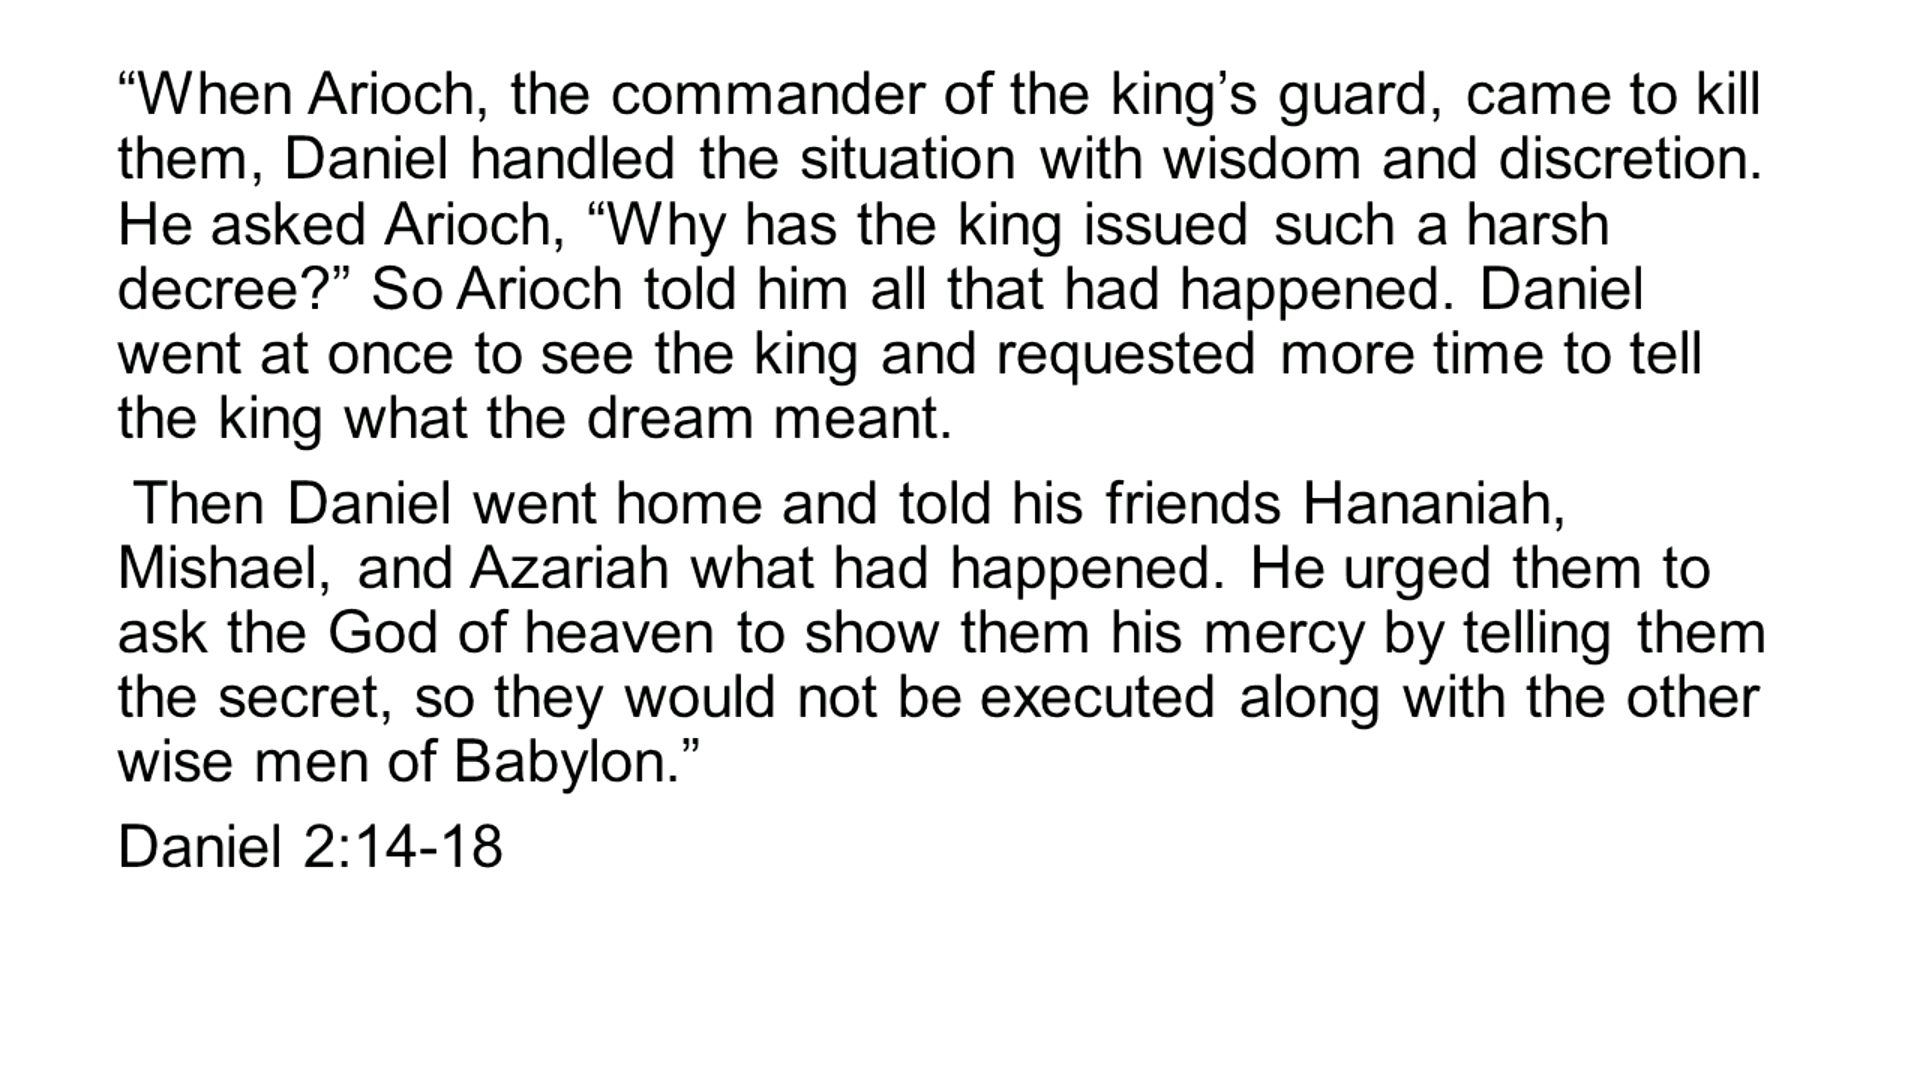 “When Arioch, the commander of the king’s guard, came to kill
them, Daniel handled the situation with wisdom and discretion.
He asked Arioch, “Why has the king issued such a harsh
decree?” So Arioch told him all that had happened. Daniel
went at once to see the king and requested more time to tell
the king what the dream meant.
Then Daniel went home and told his friends Hananiah,
Mishael, and Azariah what had happened. He urged them to
ask the God of heaven to show them his mercy by telling them
the secret, so they would not be executed along with the other
wise men of Babylon.”
Daniel 2:14-18